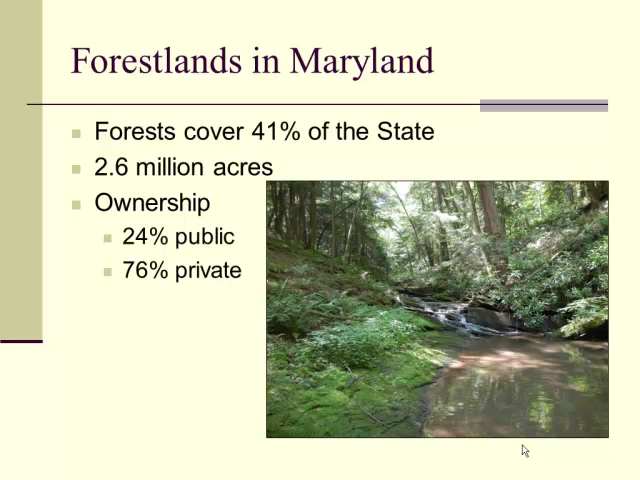 Forestlands in Maryland
Forests cover 41% of the State
2.6 million acres
Ownership
24% public
76% private